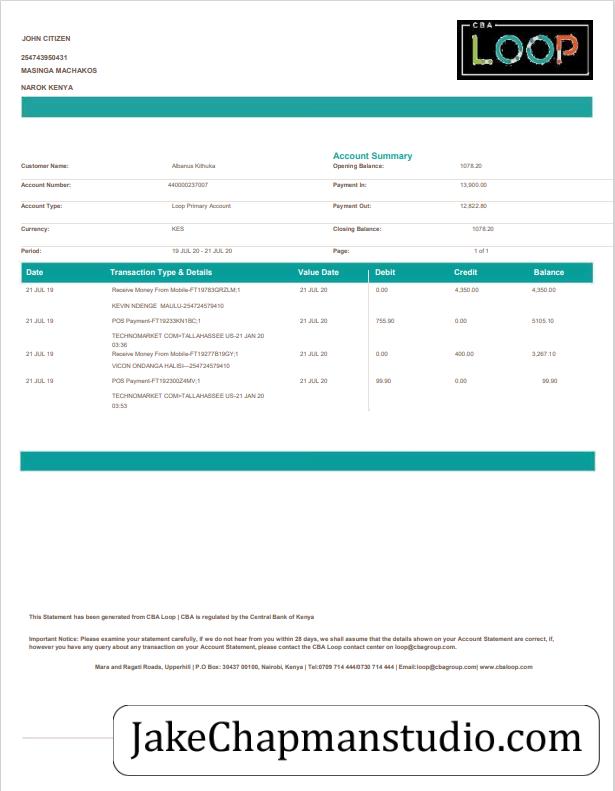 CBA
LOOP
JOHN CITIZEN
254743950431
MASINGA MACHAKOS
NAROK KENYA
Account Summary
Customer Name: Albanus Kithuka Opening Balance: 1078.20
Account Number: 440000237007 Payment In: 13,900.00
Account Type: Loop Primary Account Payment Out: 12,822.80
Currency: KES Closing Balance: 1078.20
Period: 19 JUL 20 - 21 JUL 20 Page: 1 of 1
Date Transaction Type & Details Value Date Debit Credit Balance
21 JUL 19 Receive Money From Mobile-FT19783QRZLM;1 21 JUL 20 0.00 4,350.00 4,350.00
KEVIN NDENGE MAULU-254724579410
21 JUL 19 POS Payment-FT19233KN1BC;1 21 JUL 20 755.90 0.00 5105.10
TECHNOMARKET COM>TALLAHASSEE US-21 JAN 20
03:36
21 JUL 19 Receive Money From Mobile-FT19277B19GY;1 21 JUL 20 0.00 400.00 3,267.10
VICON ONDANGA HALISI—254724579410
21 JUL 19 POS Payment-FT192300Z4MV;1 21 JUL 20 99.90 0.00 99.90
TECHNOMARKET COM>TALLAHASSEE US-21 JAN 20
03:53
This Statement has been generated from CBA Loop | CBA is regulated by the Central Bank of Kenya
Important Notice: Please examine your statement carefully, if we do not hear from you within 28 days, we shall assume that the details shown on your Account Statement are correct, if,
however you have any query about any transaction on your Account Statement, please contact the CBA Loop contact center on loop@cbagroup.com.
Mara and Ragati Roads, Upperhill | P.O Box: 30437 00100, Nairobi, Kenya | Tel:0709 714 444/0730 714 444 | Email:loop@cbagroup.com| www.cbaloop.com
JakeChapmanstudio.com